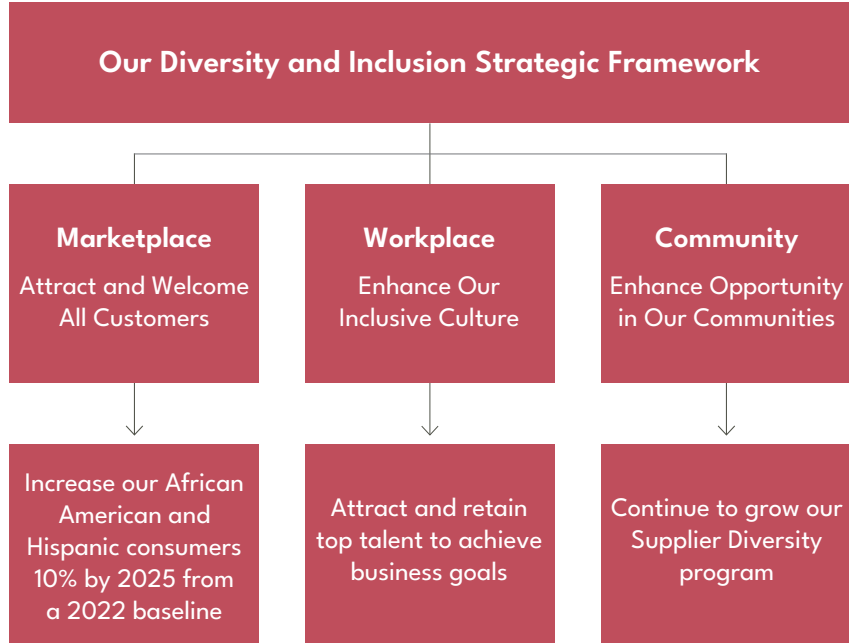 Our Diversity and Inclusion Strategic Framework
Marketplace
Attract and Welcome
All Customers
Workplace
Enhance Our
Inclusive Culture
Community
Enhance Opportunity
in Our Communities
Increase our African
American and
Hispanic consumers
10% by 2025 from
a 2022 baseline
Attract and retain
top talent to achieve
business goals
Continue to grow our
Supplier Diversity
program